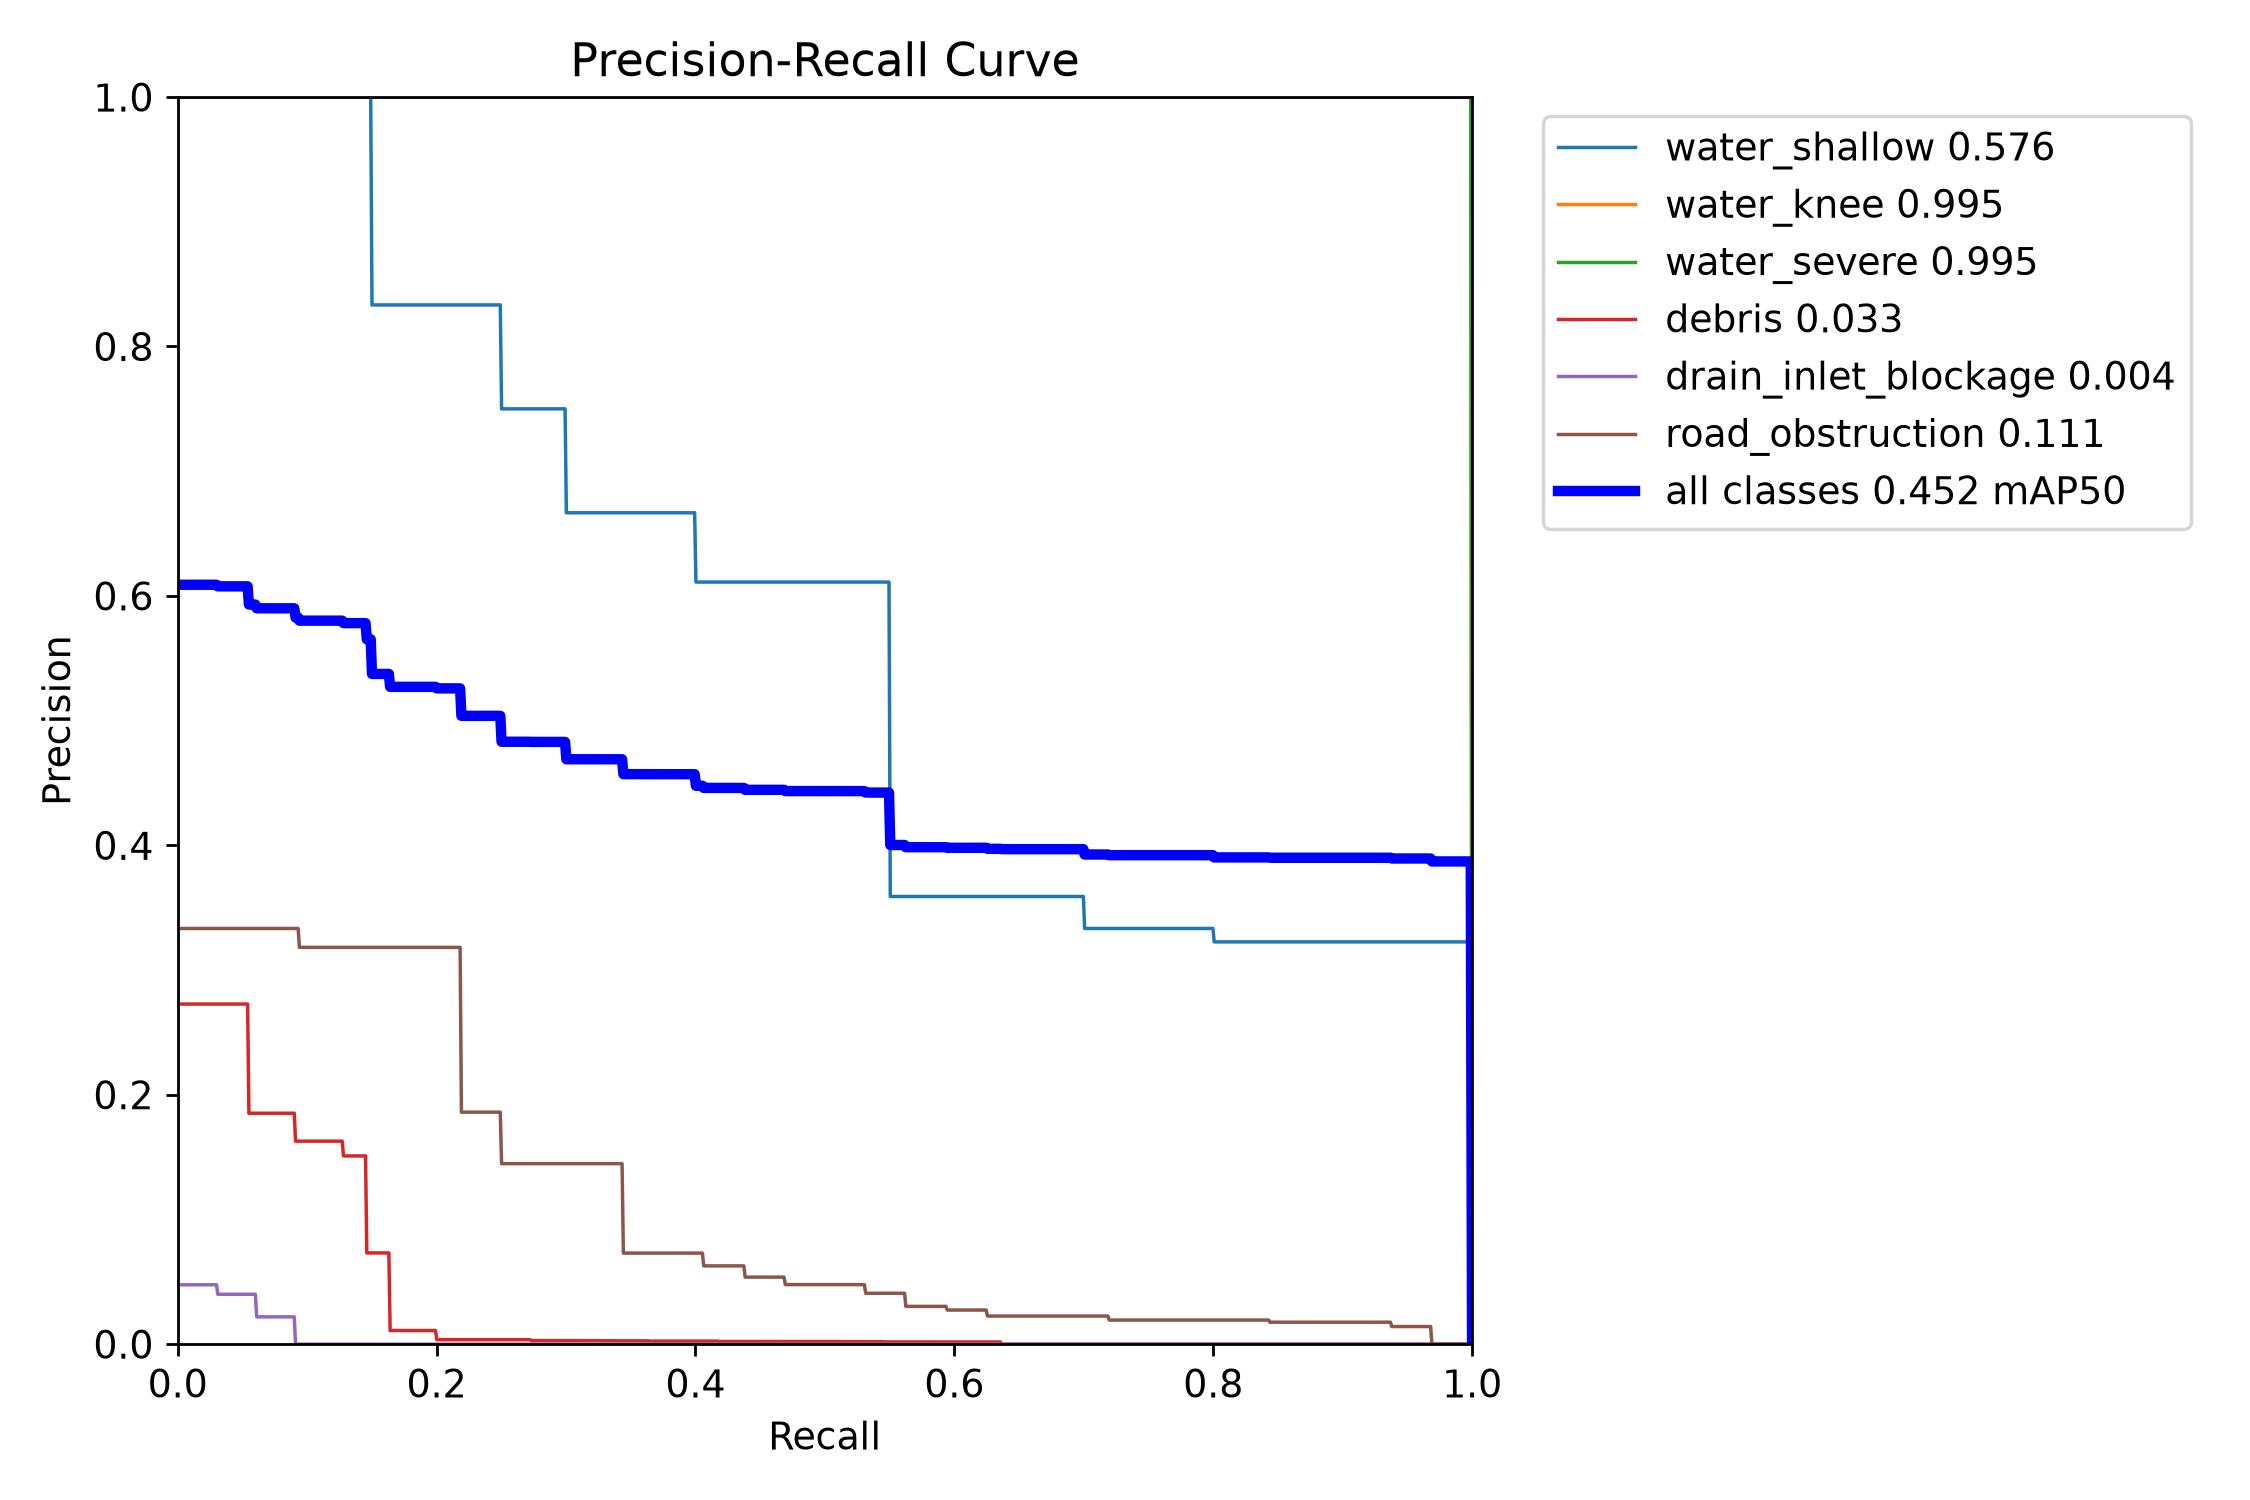 Precision-Recall Curve
1.0
0.8
0.6
0.4
0.2
0.0
Precision
0.0 0.2 0.4 0.6 0.8 1.0
Recall
water_shallow 0.576
water_knee 0.995
water_severe 0.995
debris 0.033
drain_inlet_blockage 0.004
road_obstruction 0.111
all classes 0.452 mAP50